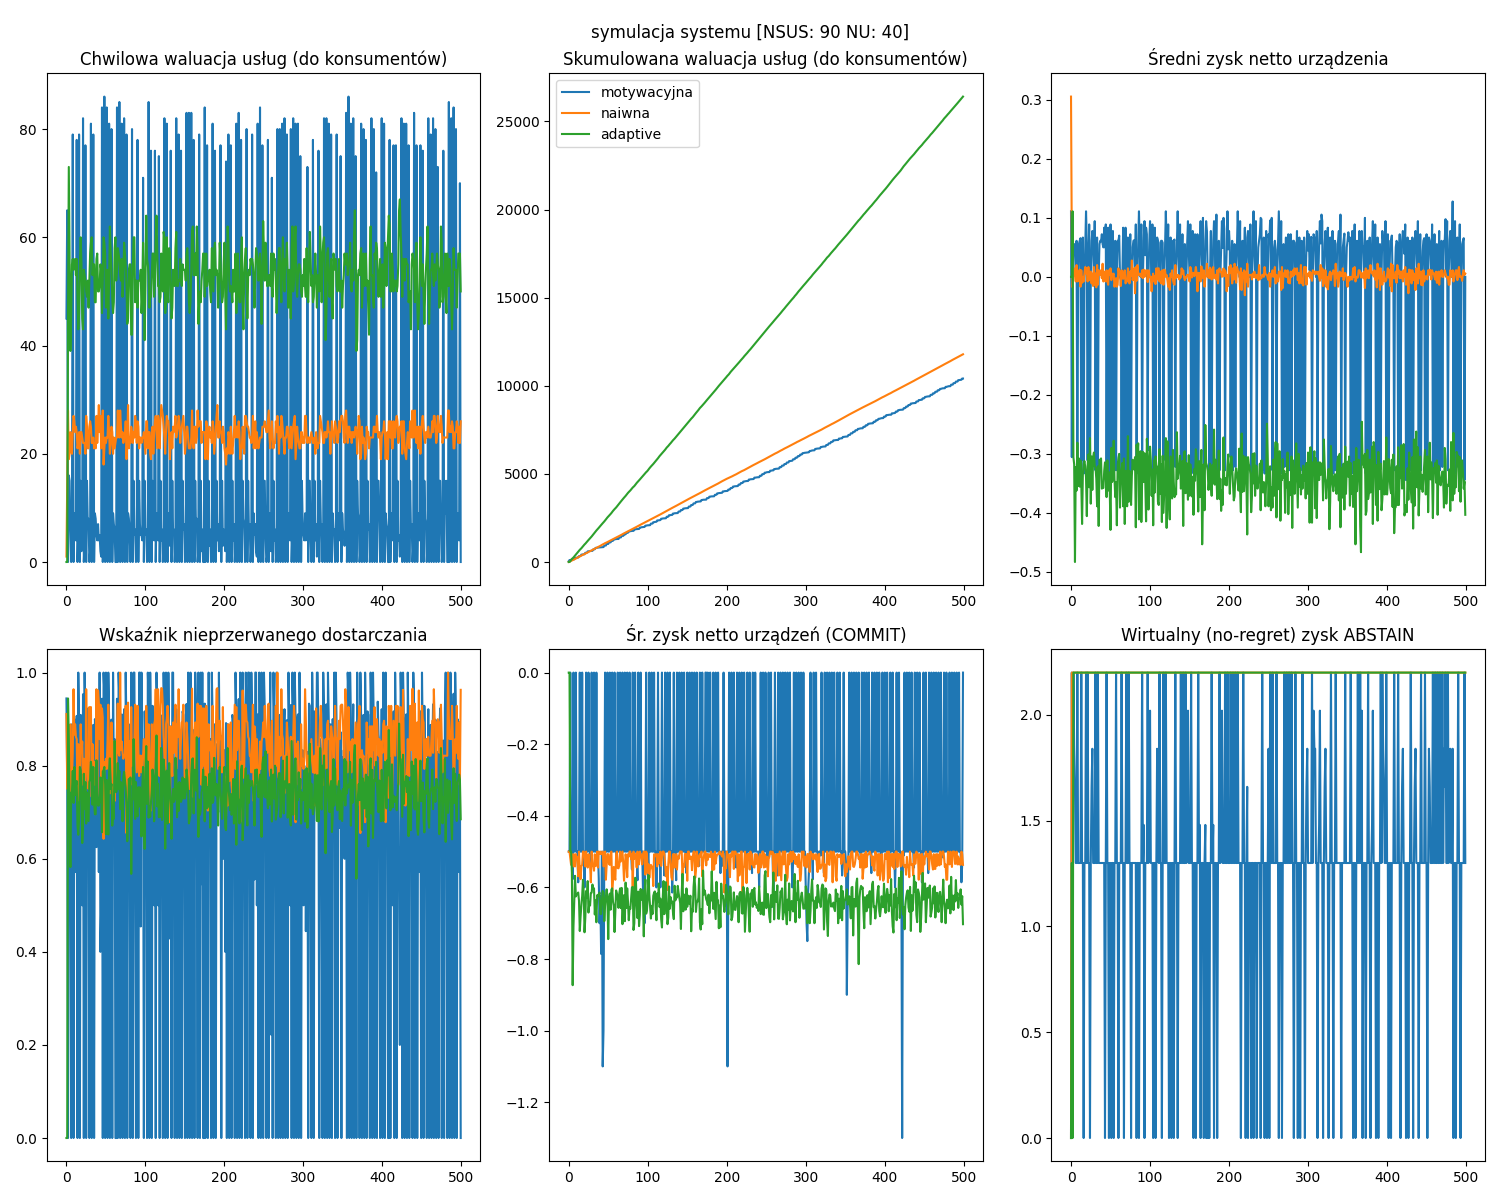 symulacja systemu [NSUS: 90 NU: 40]
Chwilowa waluacja usług (do konsumentów)
80
60
40
20
0
0 100 200 300 400 500
Skumulowana waluacja usług (do konsumentów)
motywacyjna
naiwna
adaptive
25000
20000
15000
10000
5000
0
0 100 200 300 400 500
Średni zysk netto urządzenia
0.3
0.2
0.1
0.0
−0.1
−0.2
−0.3
−0.4
−0.5
0 100 200 300 400 500
Wskaźnik nieprzerwanego dostarczania
1.0
0.8
0.6
0.4
0.2
0.0
0 100 200 300 400 500
Śr. zysk netto urządzeń (COMMIT)
0.0
−0.2
−0.4
−0.6
−0.8
−1.0
−1.2
0 100 200 300 400 500
Wirtualny (no-regret) zysk ABSTAIN
2.0
1.5
1.0
0.5
0.0
0 100 200 300 400 500